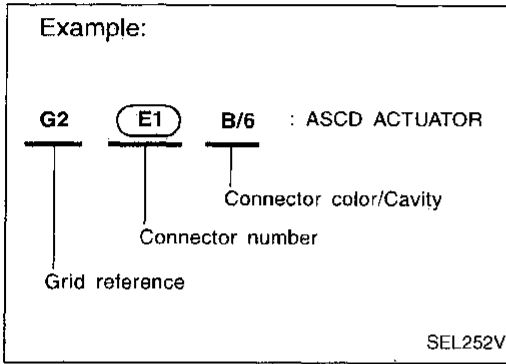 Example:
G2 E1 B/6 : ASCD ACTUATOR
Connector color/Cavity
Connector number
Grid reference
SEL252V